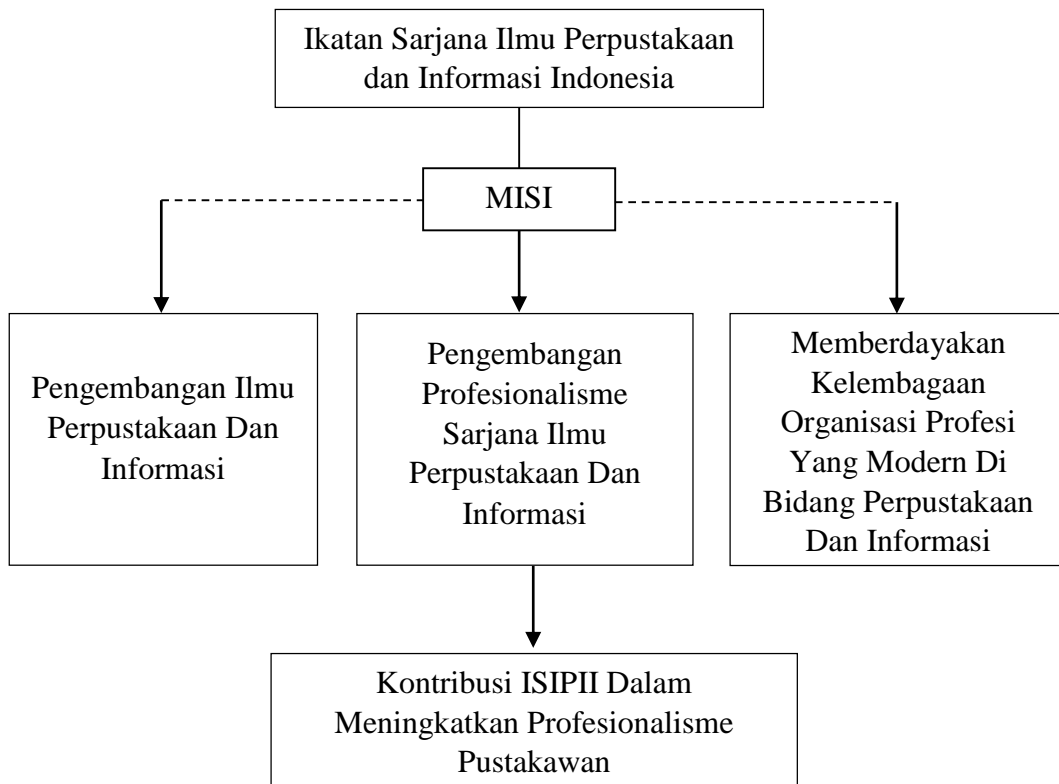 Ikatan Sarjana Ilmu Perpustakaan
dan Informasi Indonesia
MISI
Pengembangan Ilmu
Perpustakaan Dan
Informasi
Pengembangan
Profesionalisme
Sarjana Ilmu
Perpustakaan Dan
Informasi
Memberdayakan
Kelembagaan
Organisasi Profesi
Yang Modern Di
Bidang Perpustakaan
Dan Informasi
Kontribusi ISIPII Dalam
Meningkatkan Profesionalisme
Pustakawan